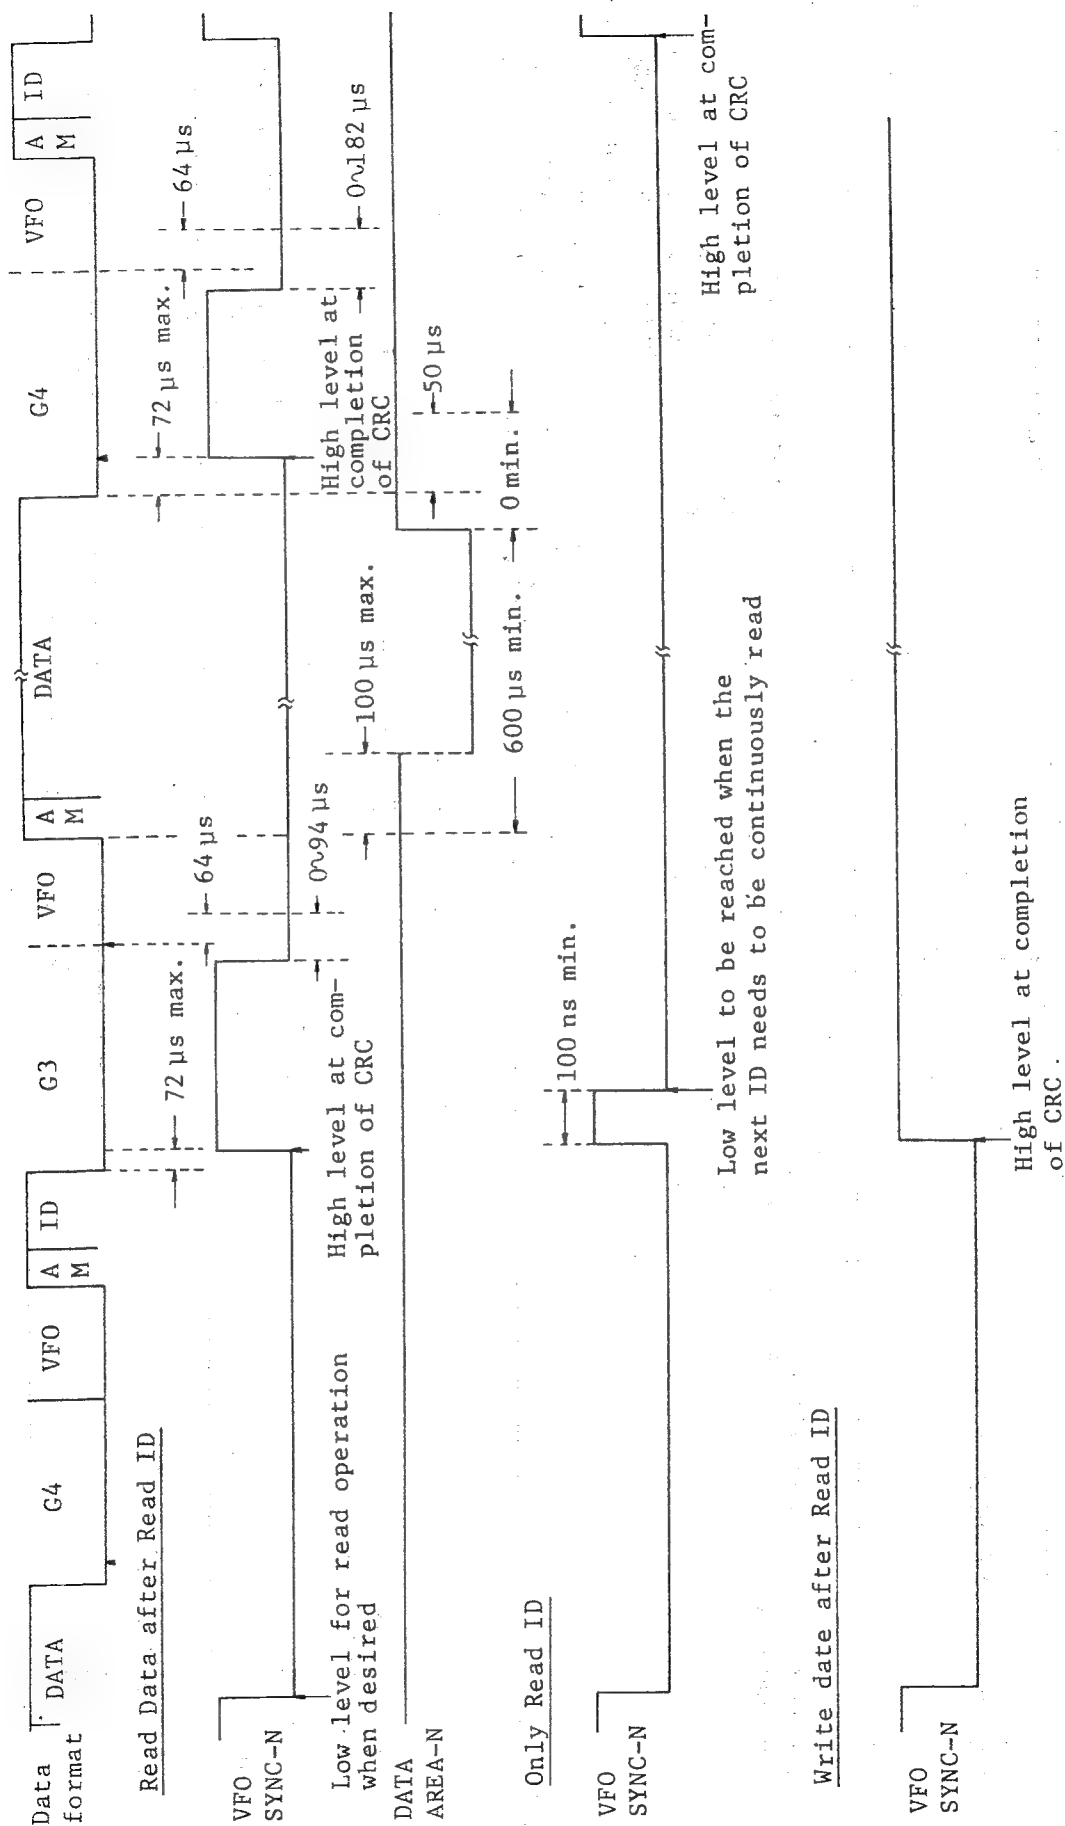 Data
format
DATA
G4
VFO
A
M
ID
G3
VFO
A
M
DATA
G4
VFO
A
M
ID
Read Data after Read ID
72 µs max.
64 µs
72 µs max.
64 µs
VFO
SYNC-N
Low level for read operation
when desired
High level at com-
pletion of CRC
0~94 µs
High level at
completion
of CRC
0~182 µs
100 µs max.
DATA
AREA-N
50 µs
600 µs min.
0 min.
Only Read ID
100 ns min.
VFO
SYNC-N
Low level to be reached when the
next ID needs to be continuously read
High level at com-
pletion of CRC
Write date after Read ID
VFO
SYNC-N
High level at completion
of CRC.